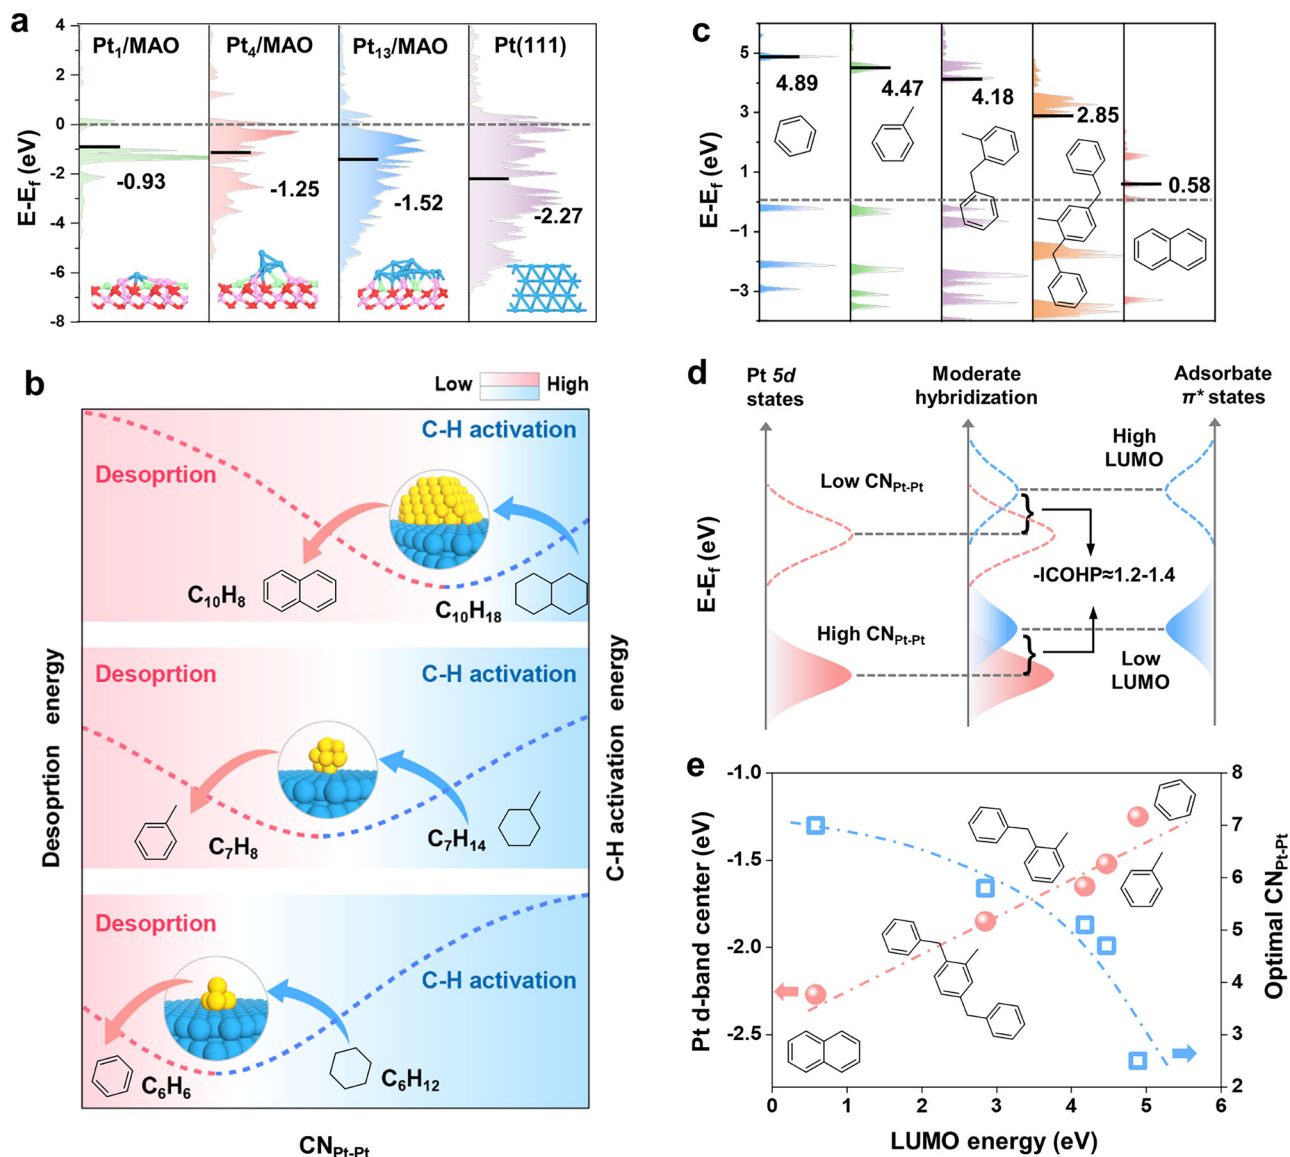 a
Pt1/MAO
Pt4/MAO
Pt13/MAO
Pt(111)
E-Ef (eV)
4
2
0
-2
-4
-6
-8
-0.93
-1.25
-1.52
-2.27
c
E-Ef (eV)
5
3
1
−1
−3
4.89
4.47
4.18
2.85
0.58
b
Low
High
C-H activation
Desoprtion
C10H8
C10H18
Desoprtion
C-H activation
C7H8
C7H14
Desoprtion
C-H activation
C6H6
C6H12
Desoprtion energy
C-H activation energy
CNPt-Pt
d
Pt 5d
states
Moderate
hybridization
Adsorbate
π* states
E-Ef (eV)
High
LUMO
Low CNPt-Pt
-ICOHP≈1.2-1.4
High CNPt-Pt
Low
LUMO
e
Pt d-band center (eV)
-1.0
-1.5
-2.0
-2.5
Optimal CNPt-Pt
8
7
6
5
4
3
2
0
1
2
3
4
5
6
LUMO energy (eV)